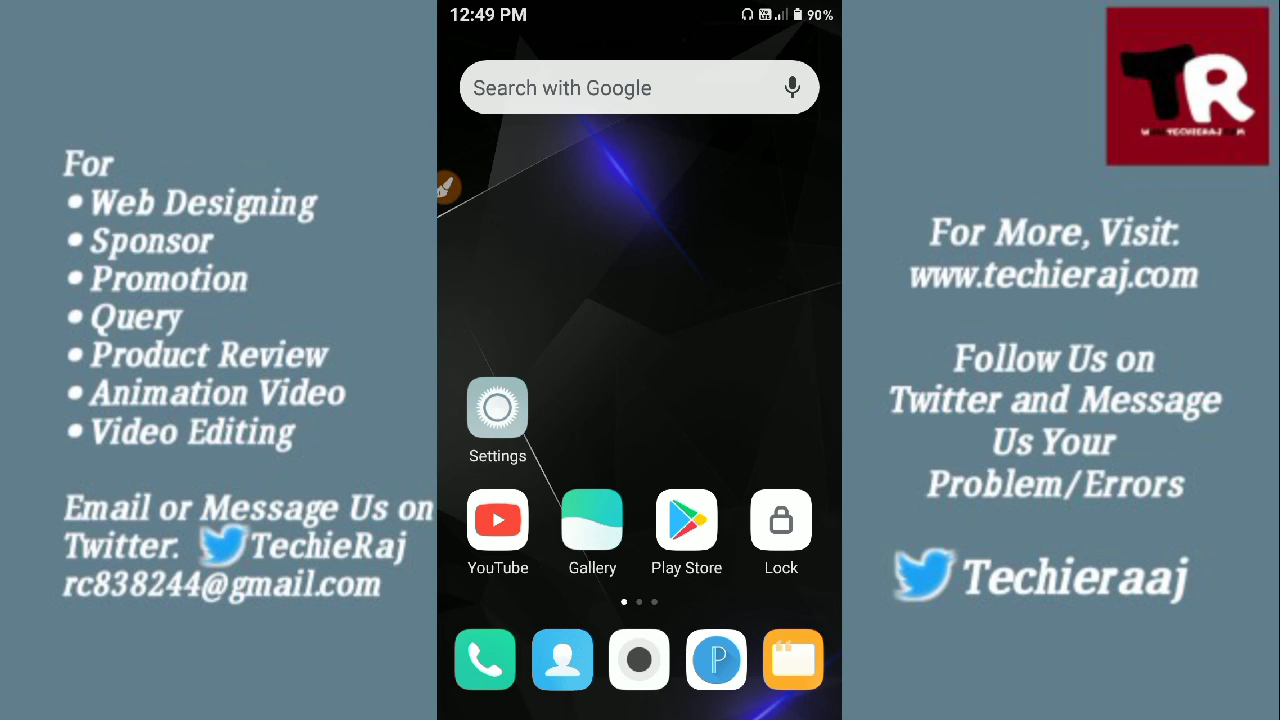 For
• Web Designing
• Sponsor
• Promotion
• Query
• Product Review
• Animation Video
• Video Editing
Email or Message Us on
Twitter. TechieRaj
rc838244@gmail.com
12:49 PM
90%
Search with Google
Settings
YouTube
Gallery
Play Store
Lock
P
TR
For More, Visit:
www.techieraj.com
Follow Us on
Twitter and Message
Us Your
Problem/Errors
Techieraaj